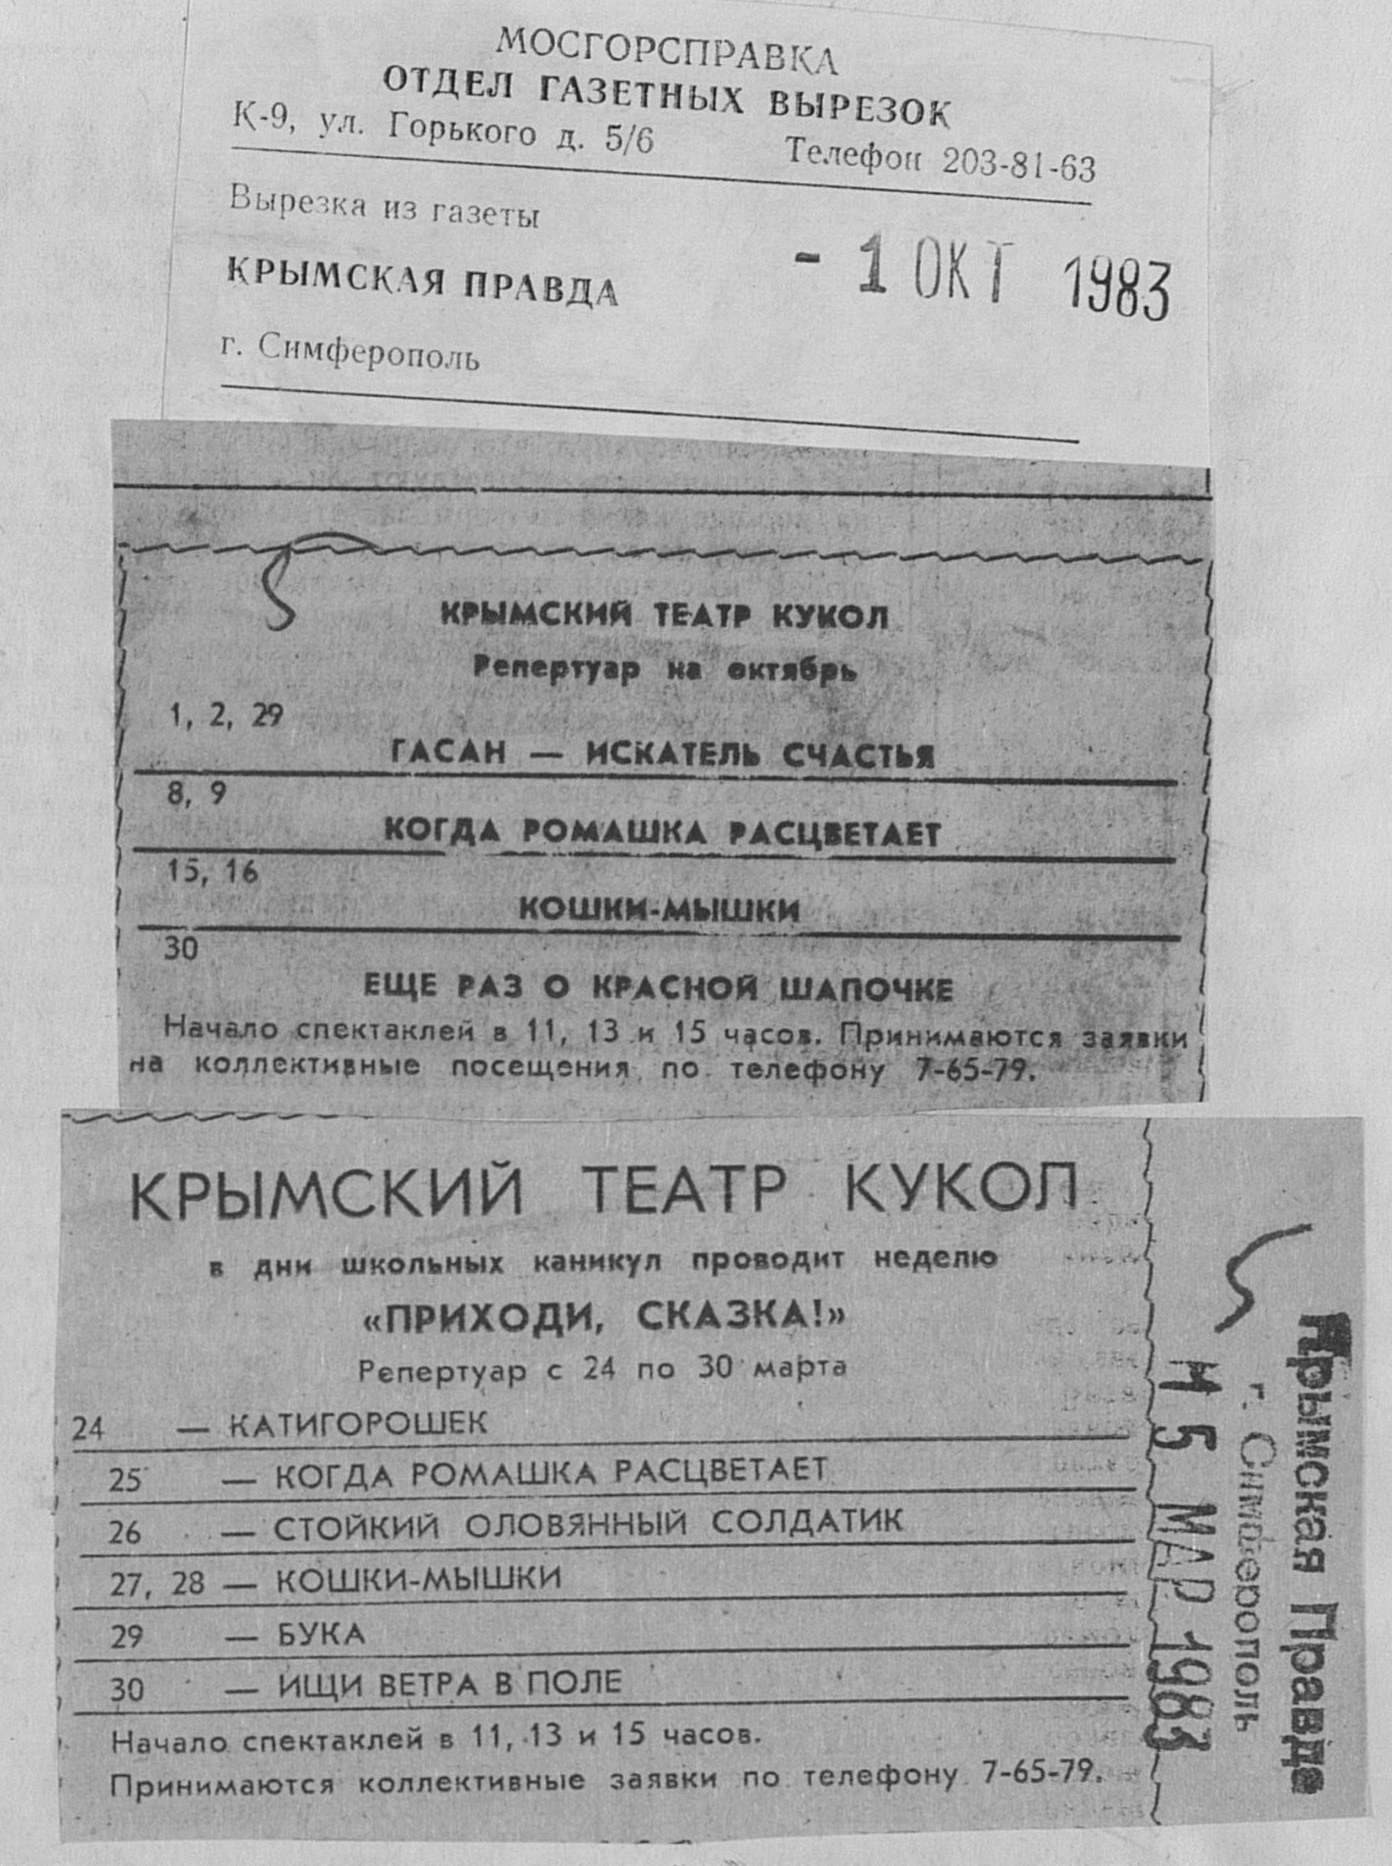 МОСГОРСПРАВКА
ОТДЕЛ ГАЗЕТНЫХ ВЫРЕЗОК
К-9, ул. Горького д. 5/6 Телефон 203-81-63
Вырезка из газеты
КРЫМСКАЯ ПРАВДА
- 1 ОКТ 1983
г. Симферополь
КРЫМСКИЙ ТЕАТР КУКОЛ
Репертуар на октябрь
1, 2, 29
ГАСАН — ИСКАТЕЛЬ СЧАСТЬЯ
8, 9
КОГДА РОМАШКА РАСЦВЕТАЕТ
15, 16
КОШКИ-МЫШКИ
30
ЕЩЕ РАЗ О КРАСНОЙ ШАПОЧКЕ
Начало спектаклей в 11, 13 и 15 часов. Принимаются заявки
на коллективные посещения по телефону 7-65-79.
КРЫМСКИЙ ТЕАТР КУКОЛ
в дни школьных каникул проводит неделю
«ПРИХОДИ, СКАЗКА!»
Репертуар с 24 по 30 марта
24 — КАТИГОРОШЕК
25 — КОГДА РОМАШКА РАСЦВЕТАЕТ
26 — СТОЙКИЙ ОЛОВЯННЫЙ СОЛДАТИК
27, 28 — КОШКИ-МЫШКИ
29 — БУКА
30 — ИЩИ ВЕТРА В ПОЛЕ
Начало спектаклей в 11, 13 и 15 часов.
Принимаются коллективные заявки по телефону 7-65-79.
Крымская Правда
г. Симферополь
5 МАР 1983